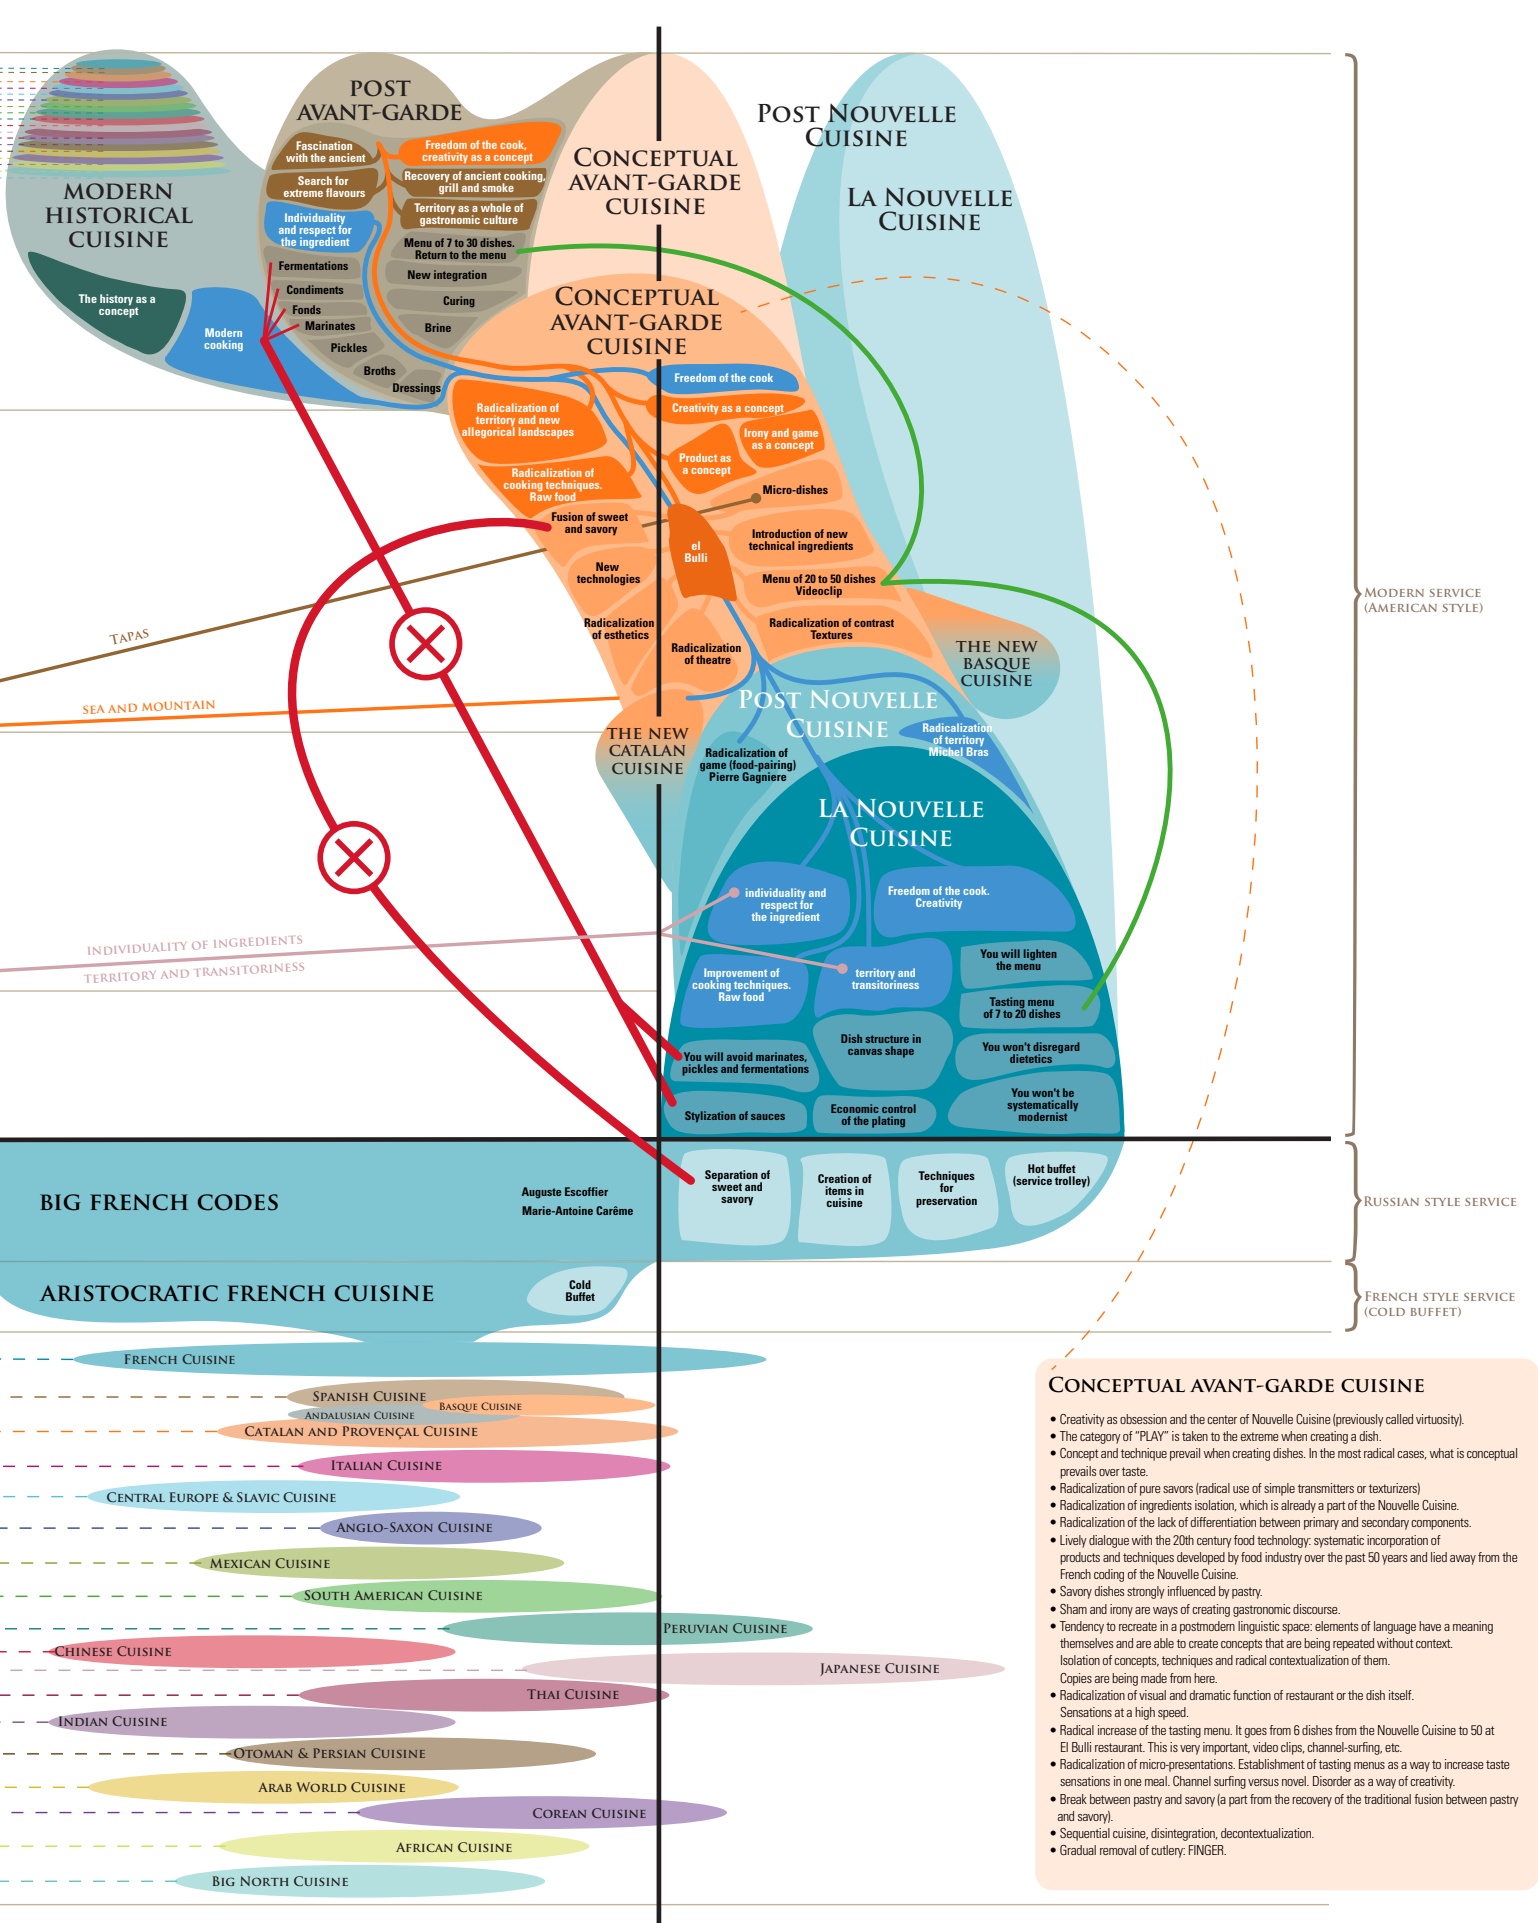 POST
AVANT-GARDE
MODERN
HISTORICAL
CUISINE
The history as a
concept
Modern
cooking
Fascination
with the ancient
Search for
extreme flavours
Individuality
and respect for
the ingredient
Fermentations
Condiments
Fonds
Marinates
Pickles
Broths
Dressings
Freedom of the cook,
creativity as a concept
Recovery of ancient cooking,
grill and smoke
Territory as a whole of
gastronomic culture
Menu of 7 to 30 dishes.
Return to the menu
New integration
Curing
Brine
Conceptual
avant-garde
cuisine
Post Nouvelle
Cuisine
La Nouvelle
Cuisine
Conceptual
avant-garde
cuisine
Freedom of the cook
Creativity as a concept
Irony and game
as a concept
Product as
a concept
Radicalization of
territory and new
allegorical landscapes
Radicalization of
cooking techniques.
Raw food
Fusion of sweet
and savory
New
technologies
Radicalization
of esthetics
Radicalization
of theatre
el
Bulli
Micro-dishes
Introduction of new
technical ingredients
Menu of 20 to 50 dishes
Videoclip
Radicalization of contrast
Textures
THE NEW
BASQUE
CUISINE
THE NEW
CATALAN
CUISINE
Tapas
sea and mountain
individuality of ingredients
territory and transitoriness
Post Nouvelle
Cuisine
Radicalization of
game (food-pairing)
Pierre Gagniere
Radicalization
of territory
Michel Bras
La Nouvelle
Cuisine
individuality and
respect for
the ingredient
Freedom of the cook.
Creativity
Improvement of
cooking techniques.
Raw food
territory and
transitoriness
You will lighten
the menu
Tasting menu
of 7 to 20 dishes
You will avoid marinates,
pickles and fermentations
Dish structure in
canvas shape
You won't disregard
dietetics
Stylization of sauces
Economic control
of the plating
You won't be
systematically
modernist
Modern service
(American style)
BIG FRENCH CODES
Auguste Escoffier
Marie-Antoine Carême
Separation of
sweet and
savory
Creation of
items in
cuisine
Techniques
for
preservation
Hot buffet
(service trolley)
Russian style service
ARISTOCRATIC FRENCH CUISINE
Cold
Buffet
French style service
(cold buffet)
French Cuisine
Spanish Cuisine
Basque Cuisine
Andalusian Cuisine
Catalan and Provençal Cuisine
Italian Cuisine
Central Europe & Slavic Cuisine
Anglo-Saxon Cuisine
Mexican Cuisine
South American Cuisine
Peruvian Cuisine
Chinese Cuisine
Japanese Cuisine
Thai Cuisine
Indian Cuisine
Otoman & Persian Cuisine
Arab World Cuisine
Corean Cuisine
African Cuisine
Big North Cuisine
Conceptual avant-garde cuisine
• Creativity as obsession and the center of Nouvelle Cuisine (previously called virtuosity).
• The category of “PLAY” is taken to the extreme when creating a dish.
• Concept and technique prevail when creating dishes. In the most radical cases, what is conceptual
prevails over taste.
• Radicalization of pure savors (radical use of simple transmitters or texturizers)
• Radicalization of ingredients isolation, which is already a part of the Nouvelle Cuisine.
• Radicalization of the lack of differentiation between primary and secondary components.
• Lively dialogue with the 20th century food technology: systematic incorporation of
products and techniques developed by food industry over the past 50 years and lied away from the
French coding of the Nouvelle Cuisine.
• Savory dishes strongly influenced by pastry.
• Sham and irony are ways of creating gastronomic discourse.
• Tendency to recreate in a postmodern linguistic space: elements of language have a meaning
themselves and are able to create concepts that are being repeated without context.
Isolation of concepts, techniques and radical contextualization of them.
Copies are being made from here.
• Radicalization of visual and dramatic function of restaurant or the dish itself.
Sensations at a high speed.
• Radical increase of the tasting menu. It goes from 6 dishes from the Nouvelle Cuisine to 50 at
El Bulli restaurant. This is very important, video clips, channel-surfing, etc.
• Radicalization of micro-presentations. Establishment of tasting menus as a way to increase taste
sensations in one meal. Channel surfing versus novel. Disorder as a way of creativity.
• Break between pastry and savory (a part from the recovery of the traditional fusion between pastry
and savory).
• Sequential cuisine, disintegration, decontextualization.
• Gradual removal of cutlery: FINGER.